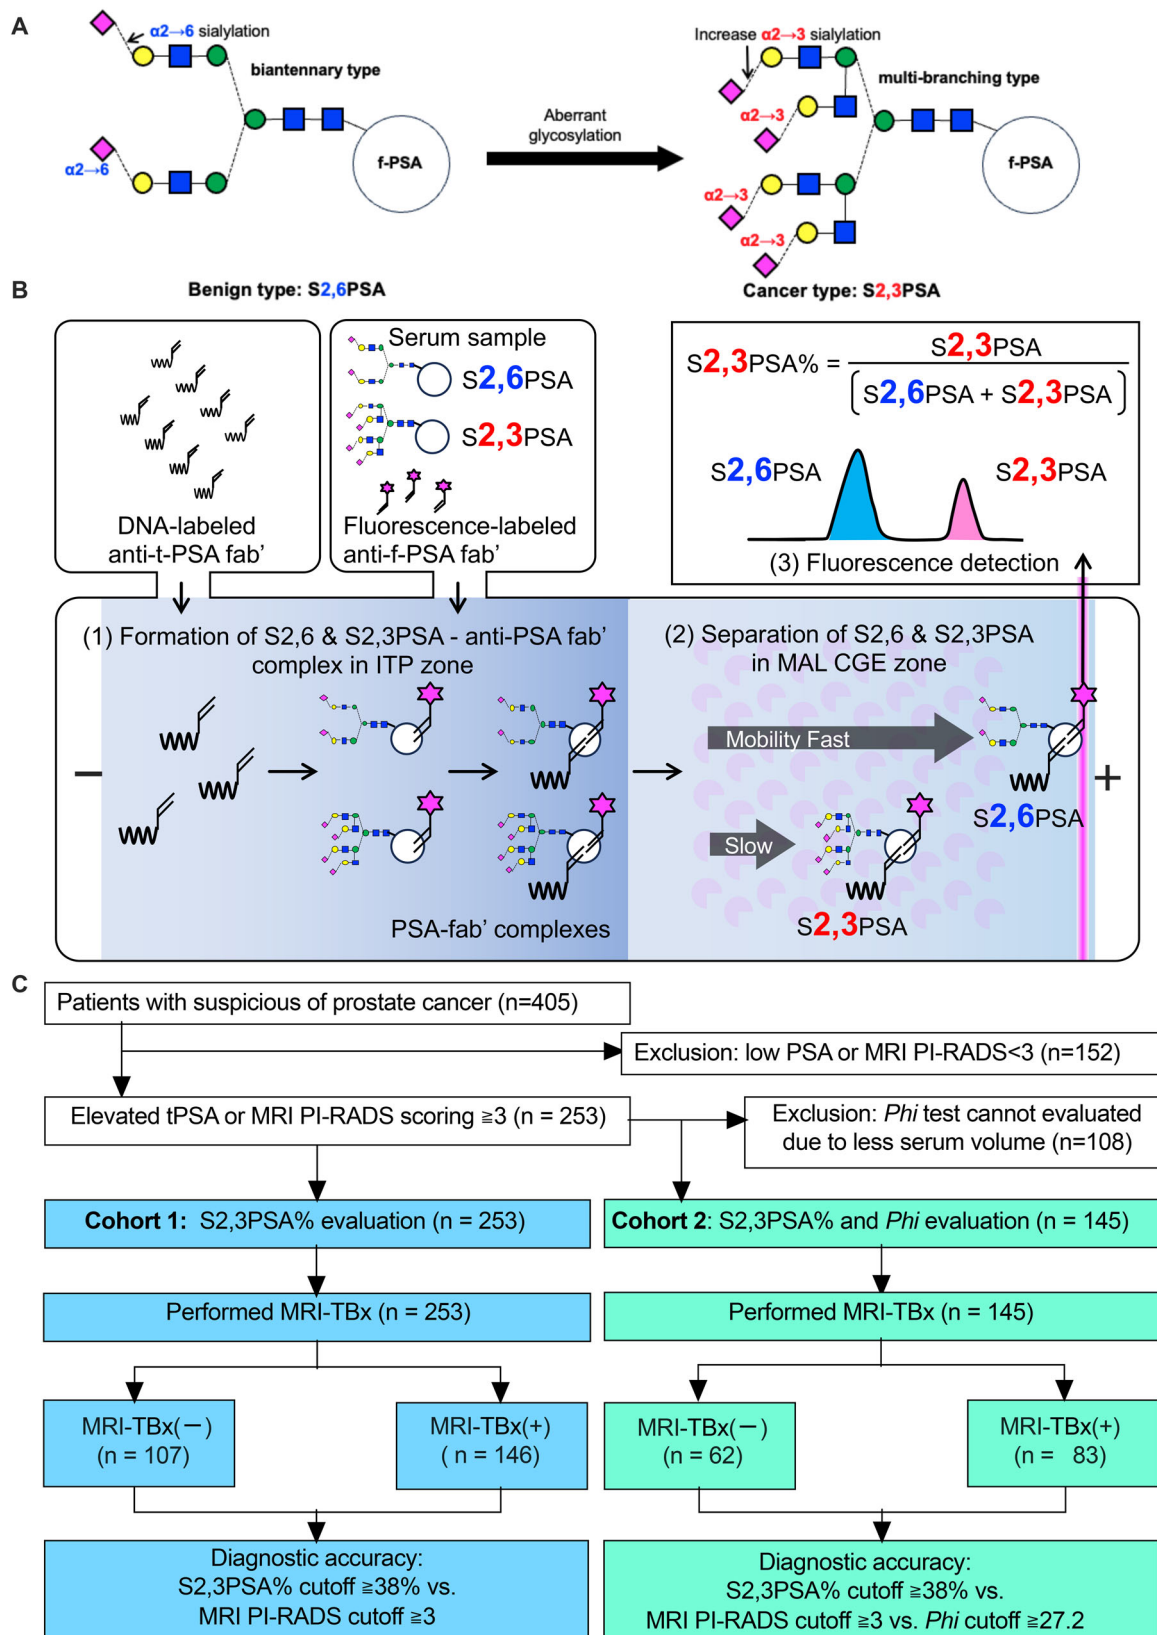 A
α2→6 sialylation
biantennary type
α2→6
f-PSA
Aberrant
glycosylation
Increase α2→3 sialylation
multi-branching type
α2→3
α2→3
α2→3
f-PSA
B
Benign type: S2,6PSA
Cancer type: S2,3PSA
DNA-labeled
anti-t-PSA fab'
Serum sample
S2,6PSA
S2,3PSA
Fluorescence-labeled
anti-f-PSA fab'
S2,3PSA% = S2,3PSA
(S2,6PSA + S2,3PSA)
S2,6PSA
S2,3PSA
(3) Fluorescence detection
(1) Formation of S2,6 & S2,3PSA - anti-PSA fab'
complex in ITP zone
(2) Separation of S2,6 & S2,3PSA
in MAL CGE zone
−
Mobility Fast
+
S2,6PSA
Slow
S2,3PSA
PSA-fab' complexes
C
Patients with suspicious of prostate cancer (n=405)
Exclusion: low PSA or MRI PI-RADS<3 (n=152)
Elevated tPSA or MRI PI-RADS scoring ≧3 (n = 253)
Exclusion: Phi test cannot evaluated
due to less serum volume (n=108)
Cohort 1: S2,3PSA% evaluation (n = 253)
Cohort 2: S2,3PSA% and Phi evaluation (n = 145)
Performed MRI-TBx (n = 253)
Performed MRI-TBx (n = 145)
MRI-TBx(−)
(n = 107)
MRI-TBx(+)
( n = 146)
MRI-TBx(−)
(n = 62)
MRI-TBx(+)
(n = 83)
Diagnostic accuracy:
S2,3PSA% cutoff ≧38% vs.
MRI PI-RADS cutoff ≧3
Diagnostic accuracy:
S2,3PSA% cutoff ≧38% vs.
MRI PI-RADS cutoff ≧3 vs. Phi cutoff ≧27.2